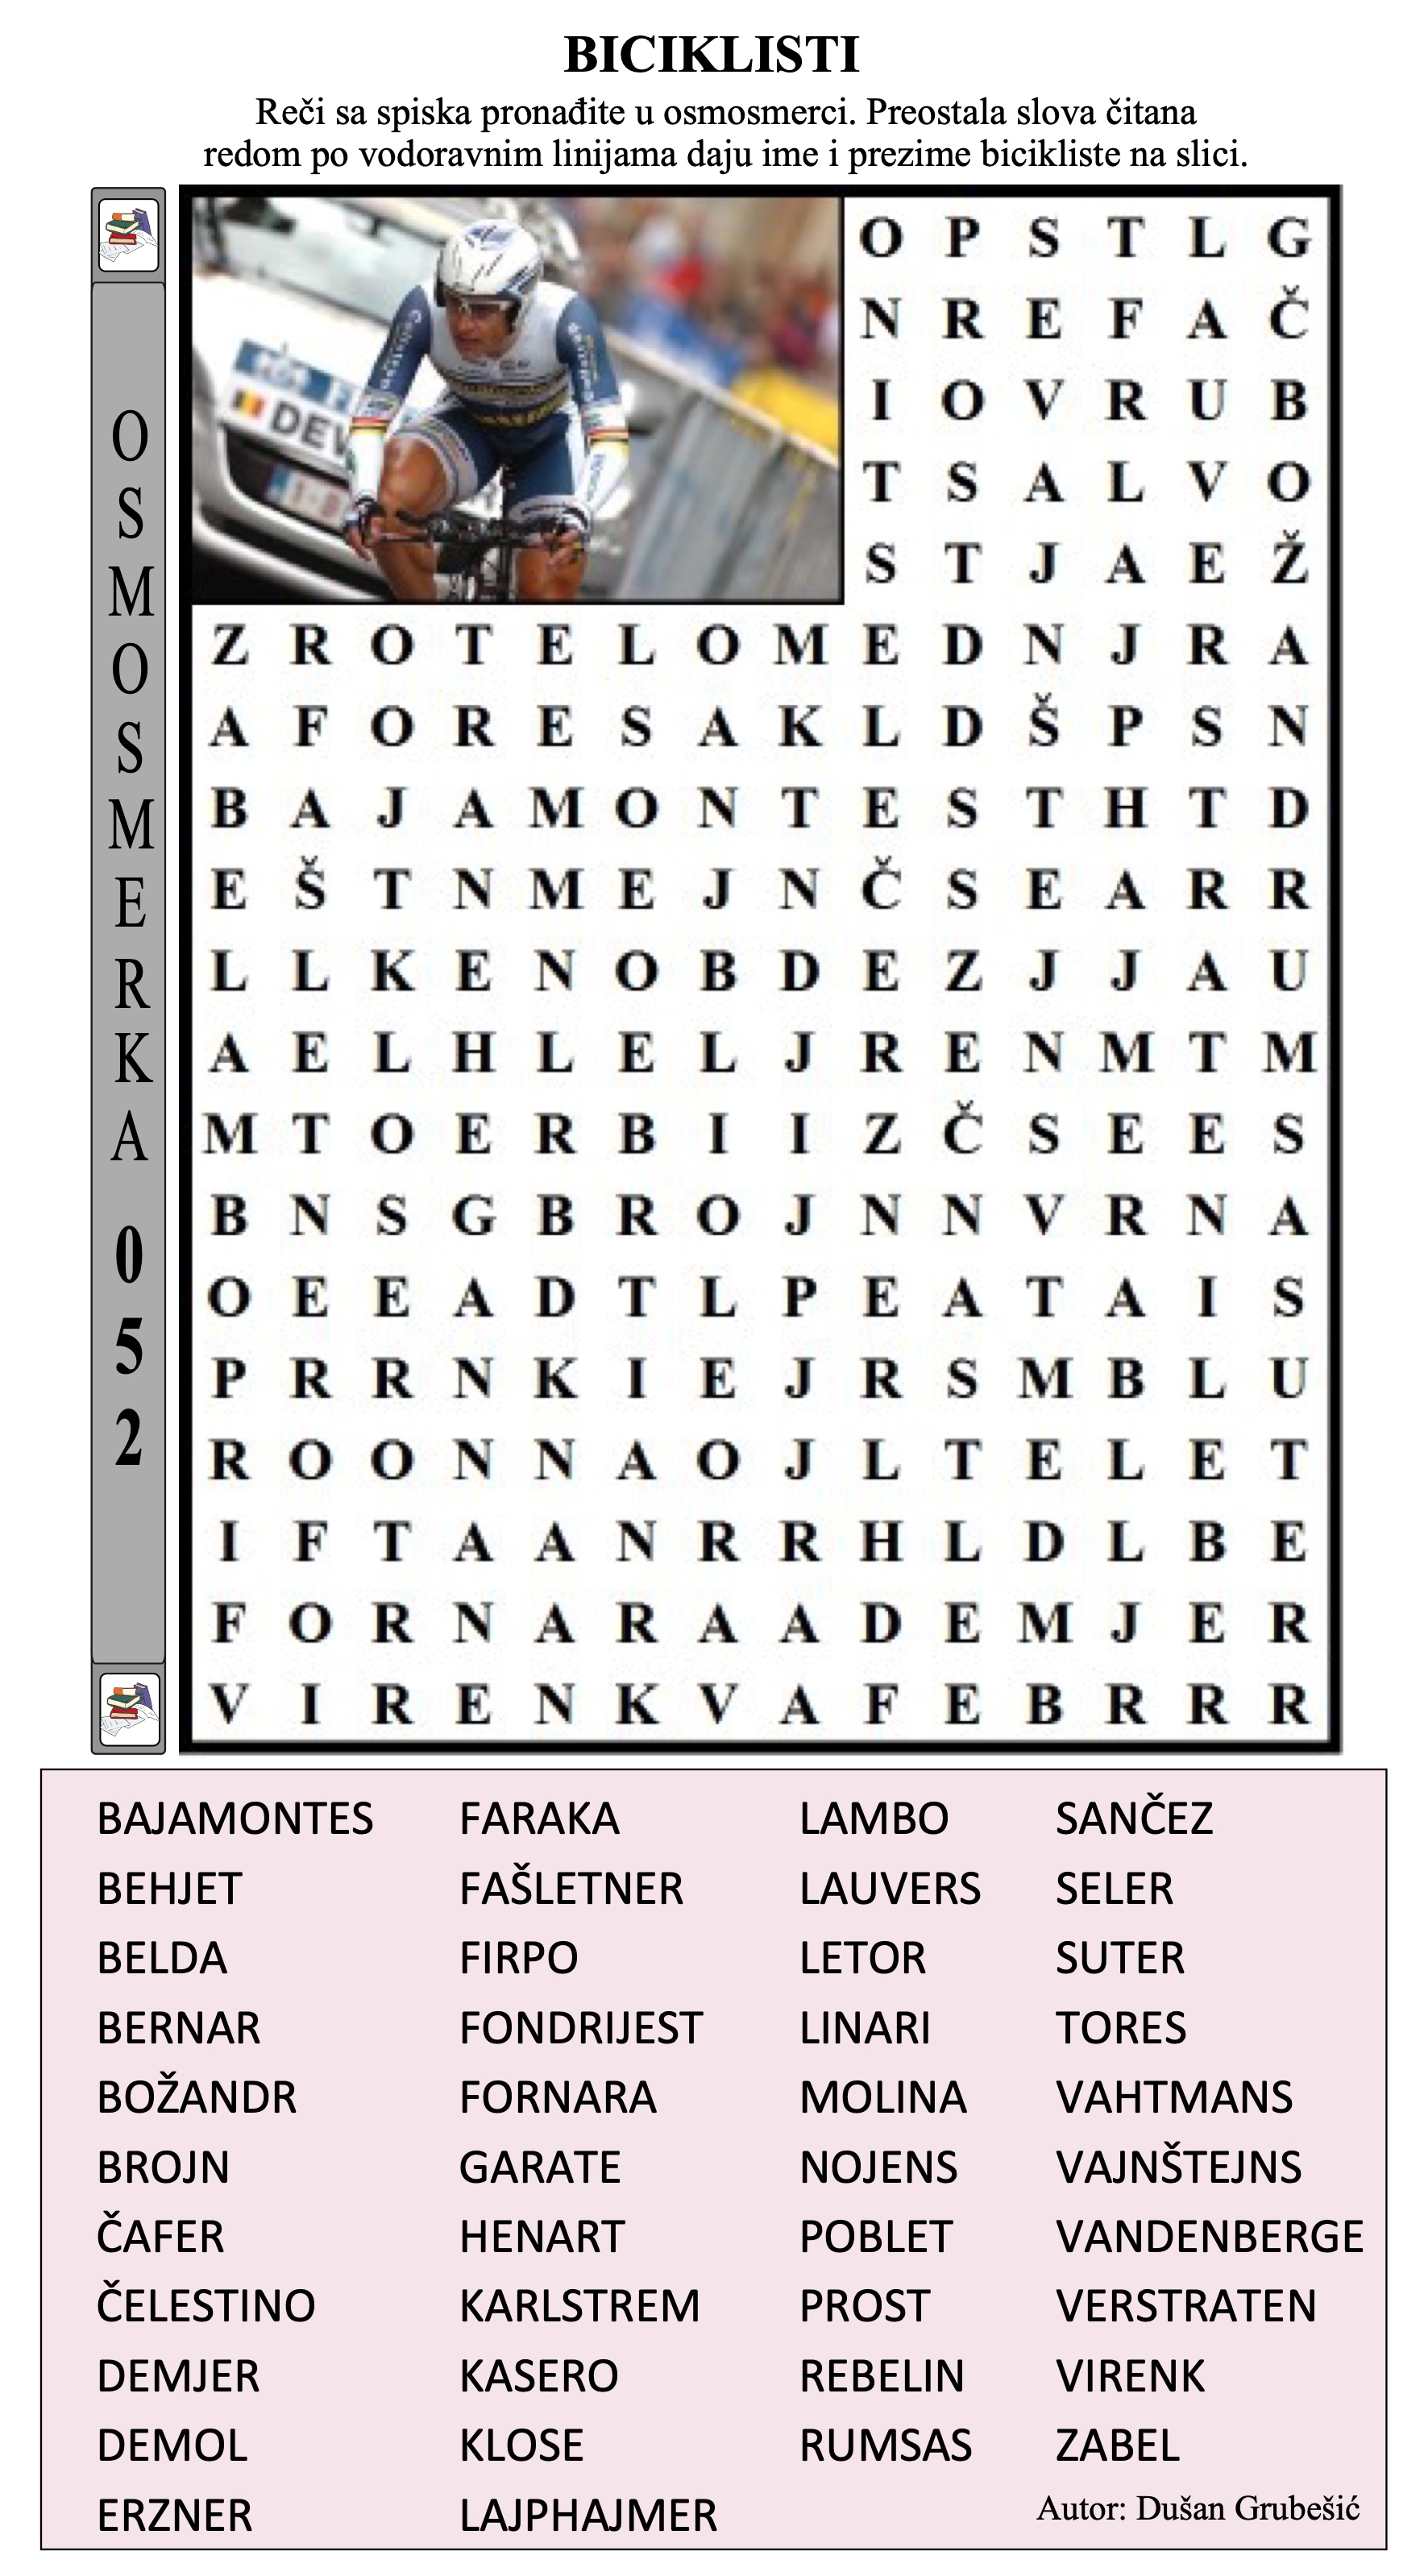 BICIKLISTI
Reči sa spiska pronađite u osmosmerci. Preostala slova čitana
redom po vodoravnim linijama daju ime i prezime bicikliste na slici.
OSMOSMERKA 052
DEV
O P S T L G
N R E F A Č
I O V R U B
T S A L V O
S T J A E Ž
Z R O T E L O M E D N J R A
A F O R E S A K L D Š P S N
B A J A M O N T E S T H T D
E Š T N M E J N Č S E A R R
L L K E N O B D E Z J J A U
A E L H L E L J R E N M T M
M T O E R B I I Z Č S E E S
B N S G B R O J N N V R N A
O E E A D T L P E A T A I S
P R R N K I E J R S M B L U
R O O N N A O J L T E L E T
I F T A A N R R H L D L B E
F O R N A R A A D E M J E R
V I R E N K V A F E B R R R
BAJAMONTES FARAKA LAMBO SANČEZ
BEHJET FAŠLETNER LAUVERS SELER
BELDA FIRPO LETOR SUTER
BERNAR FONDRIJEST LINARI TORES
BOŽANDR FORNARA MOLINA VAHTMANS
BROJN GARATE NOJENS VAJNŠTEJNS
ČAFER HENART POBLET VANDENBERGE
ČELESTINO KARLSTREM PROST VERSTRATEN
DEMJER KASERO REBELIN VIRENK
DEMOL KLOSE RUMSAS ZABEL
ERZNER LAJPHAJMER Autor: Dušan Grubešić